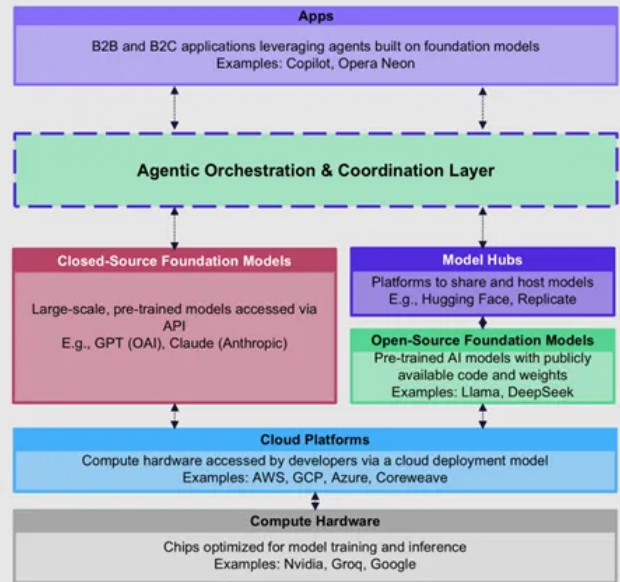 Apps
B2B and B2C applications leveraging agents built on foundation models
Examples: Copilot, Opera Neon
Agentic Orchestration & Coordination Layer
Closed-Source Foundation Models
Large-scale, pre-trained models accessed via
API
E.g., GPT (OAI), Claude (Anthropic)
Model Hubs
Platforms to share and host models
E.g., Hugging Face, Replicate
Open-Source Foundation Models
Pre-trained AI models with publicly
available code and weights
Examples: Llama, DeepSeek
Cloud Platforms
Compute hardware accessed by developers via a cloud deployment model
Examples: AWS, GCP, Azure, Coreweave
Compute Hardware
Chips optimized for model training and inference
Examples: Nvidia, Groq, Google